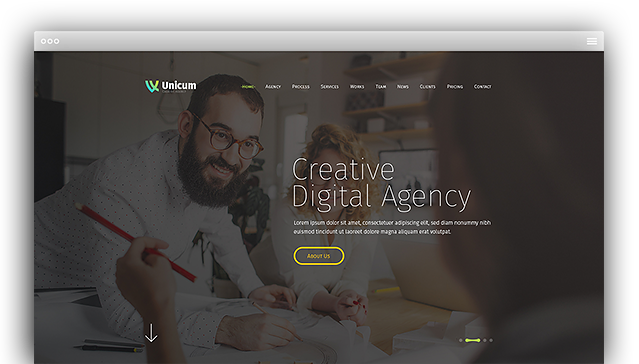 Unicum
Home Agency Process Services Works Team News Clients Pricing Contact
Creative
Digital Agency
Lorem ipsum dolor sit amet, consectetuer adipiscing elit, sed diam nonummy nibh
euismod tincidunt ut laoreet dolore magna aliquam erat volutpat.
About Us